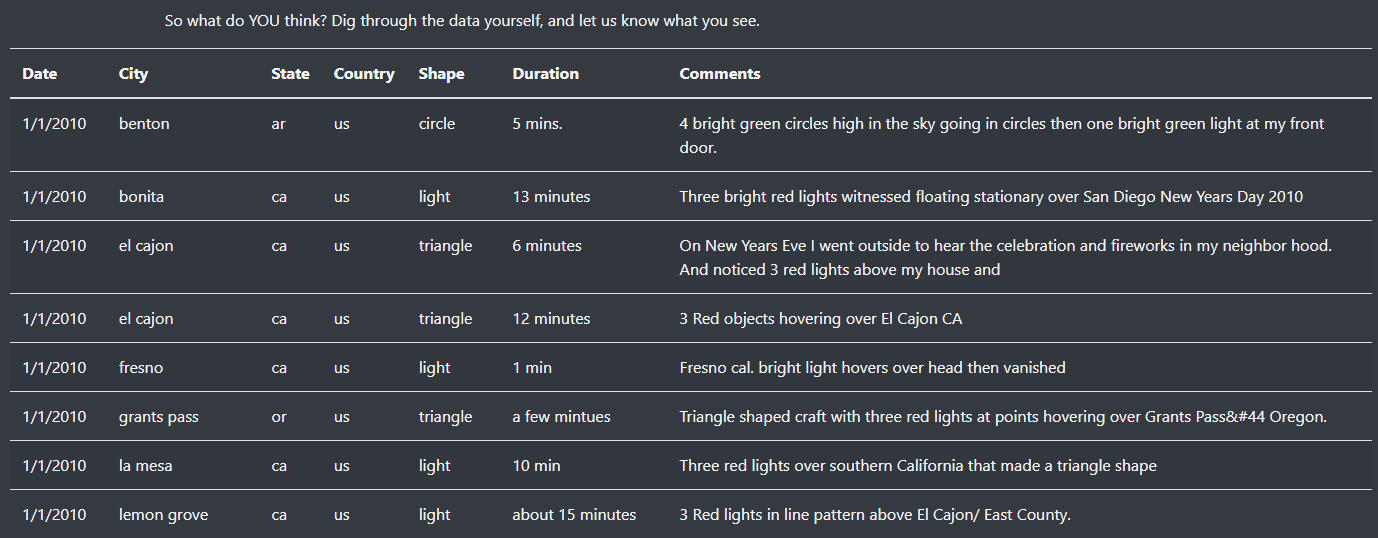 So what do YOU think? Dig through the data yourself, and let us know what you see.
Date City State Country Shape Duration Comments
1/1/2010 benton ar us circle 5 mins. 4 bright green circles high in the sky going in circles then one bright green light at my front
door.
1/1/2010 bonita ca us light 13 minutes Three bright red lights witnessed floating stationary over San Diego New Years Day 2010
1/1/2010 el cajon ca us triangle 6 minutes On New Years Eve I went outside to hear the celebration and fireworks in my neighbor hood.
And noticed 3 red lights above my house and
1/1/2010 el cajon ca us triangle 12 minutes 3 Red objects hovering over El Cajon CA
1/1/2010 fresno ca us light 1 min Fresno cal. bright light hovers over head then vanished
1/1/2010 grants pass or us triangle a few mintues Triangle shaped craft with three red lights at points hovering over Grants Pass&#44 Oregon.
1/1/2010 la mesa ca us light 10 min Three red lights over southern California that made a triangle shape
1/1/2010 lemon grove ca us light about 15 minutes 3 Red lights in line pattern above El Cajon/ East County.